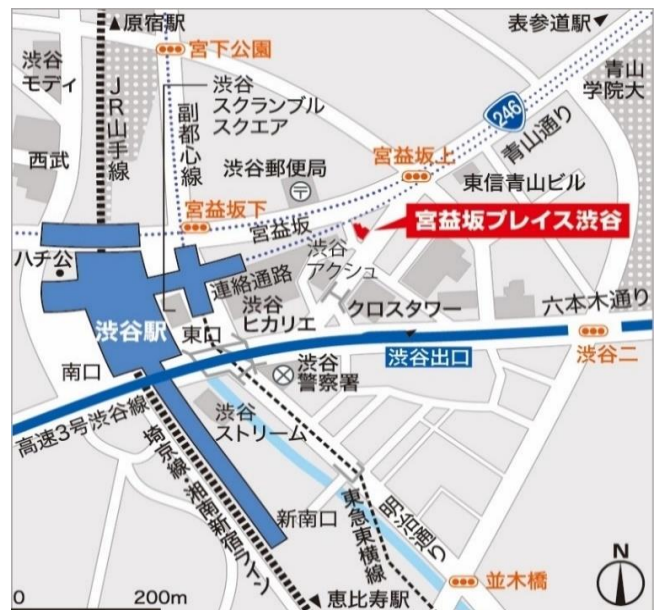 ▲原宿駅
表参道駅
宮下公園
渋谷
モディ
JR山手線
副都心線
渋谷
スクランブル
スクエア
青山
学院大
246
青山通り
西武
渋谷郵便局
〒
宮益坂上
東信青山ビル
宮益坂下
宮益坂
宮益坂プレイス渋谷
ハチ公
連絡通路
渋谷
アクシュ
渋谷駅
東口
渋谷
ヒカリエ
クロスタワー
六本木通り
渋谷出口
渋谷二
南口
渋谷
警察署
高速3号渋谷線
渋谷
ストリーム
埼京線・湘南新宿ライン
新南口
東急東横線
明治通り
並木橋
N
0
200m
▼恵比寿駅